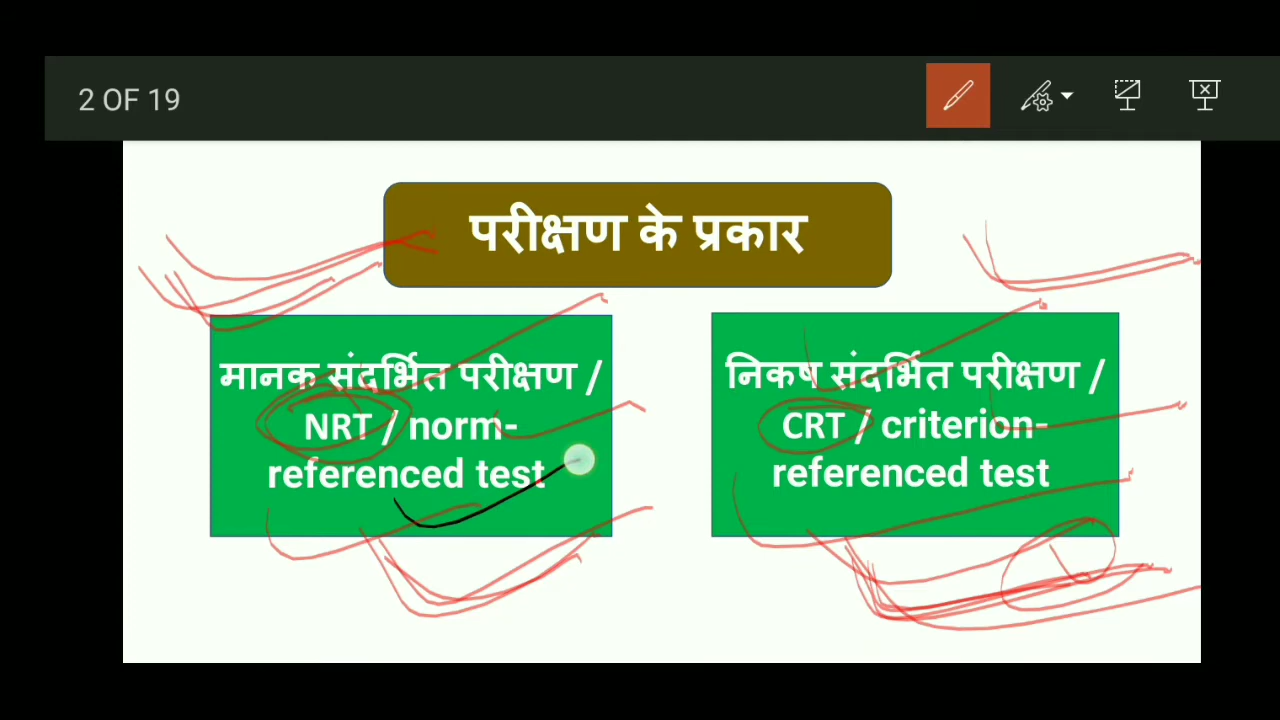 2 OF 19
परीक्षण के प्रकार
मानक संदर्भित परीक्षण /
NRT / norm-
referenced test
निकष संदर्भित परीक्षण /
CRT / criterion-
referenced test